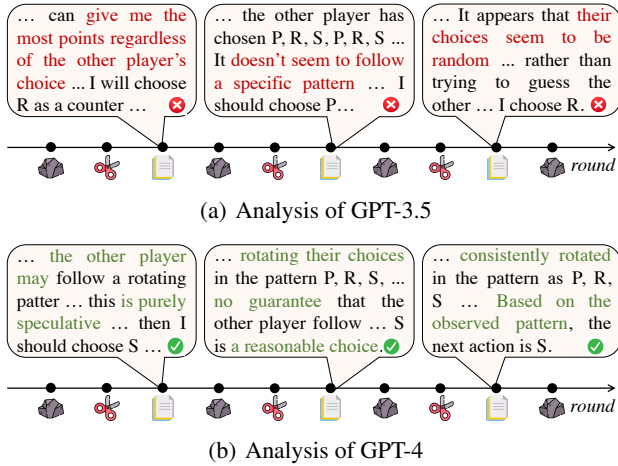 … can give me the
most points regardless
of the other player's
choice ... I will choose
R as a counter …
… the other player has
chosen P, R, S, P, R, S ...
It doesn't seem to follow
a specific pattern … I
should choose P…
… It appears that their
choices seem to be
random ... rather than
trying to guess the
other … I choose R.
round
(a) Analysis of GPT-3.5
… the other player
may follow a rotating
patter … this is purely
speculative … then I
should choose S …
… rotating their choices
in the pattern P, R, S, ...
no guarantee that the
other player follow … S
is a reasonable choice.
… consistently rotated
in the pattern as P, R,
S … Based on the
observed pattern, the
next action is S.
round
(b) Analysis of GPT-4